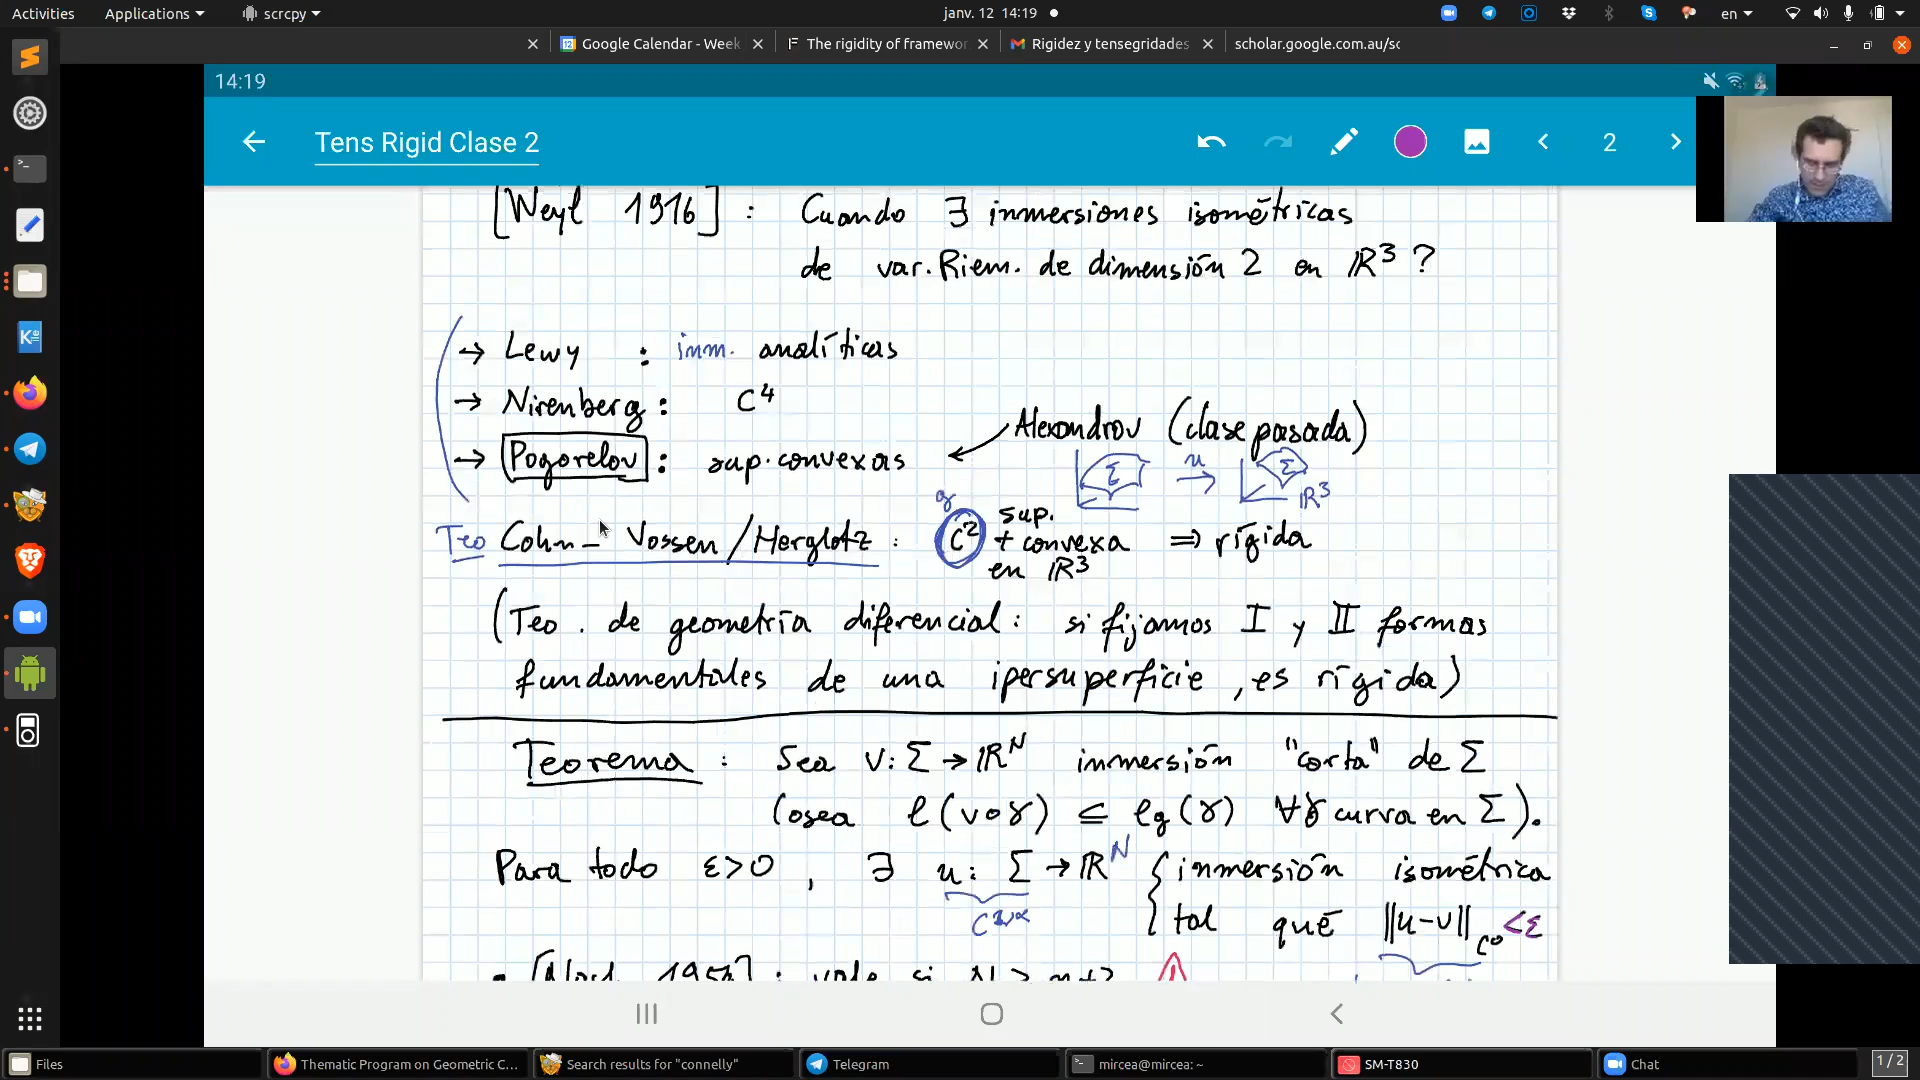 Activities Applications scrcpy janv. 12 14:19 en
Google Calendar - Week The rigidity of framewor Rigidez y tensegridades scholar.google.com.au/sc
14:19
Tens Rigid Clase 2 2
[Weyl 1916] : Cuando ∃ inmersiones isométricas
de var. Riem. de dimensión 2 en ℝ³ ?
→ Lewy : inm. analíticas
→ Nirenberg : C⁴
Alexandrov (clase pasada)
→ Pogorelov : sup. convexas
Σ u → Σ ℝ³
Teo Cohn-Vossen/Herglotz : g C² + sup. convexa en ℝ³ ⇒ rígida
(Teo. de geometría diferencial : si fijamos I y II formas
fundamentales de una ipersuperficie, es rígida)
Teorema : Sea v: Σ → ℝᴺ inmersión "corta" de Σ
(osea ℓ(v∘γ) ≤ ℓg(γ) ∀γ curva en Σ).
Para todo ε>0, ∃ u: Σ → ℝᴺ { inmersión isométrica
tal qué ‖u-v‖C⁰ <ε
Files Thematic Program on Geometric C... Search results for "connelly" Telegram mircea@mircea: ~ SM-T830 Chat 1 / 2